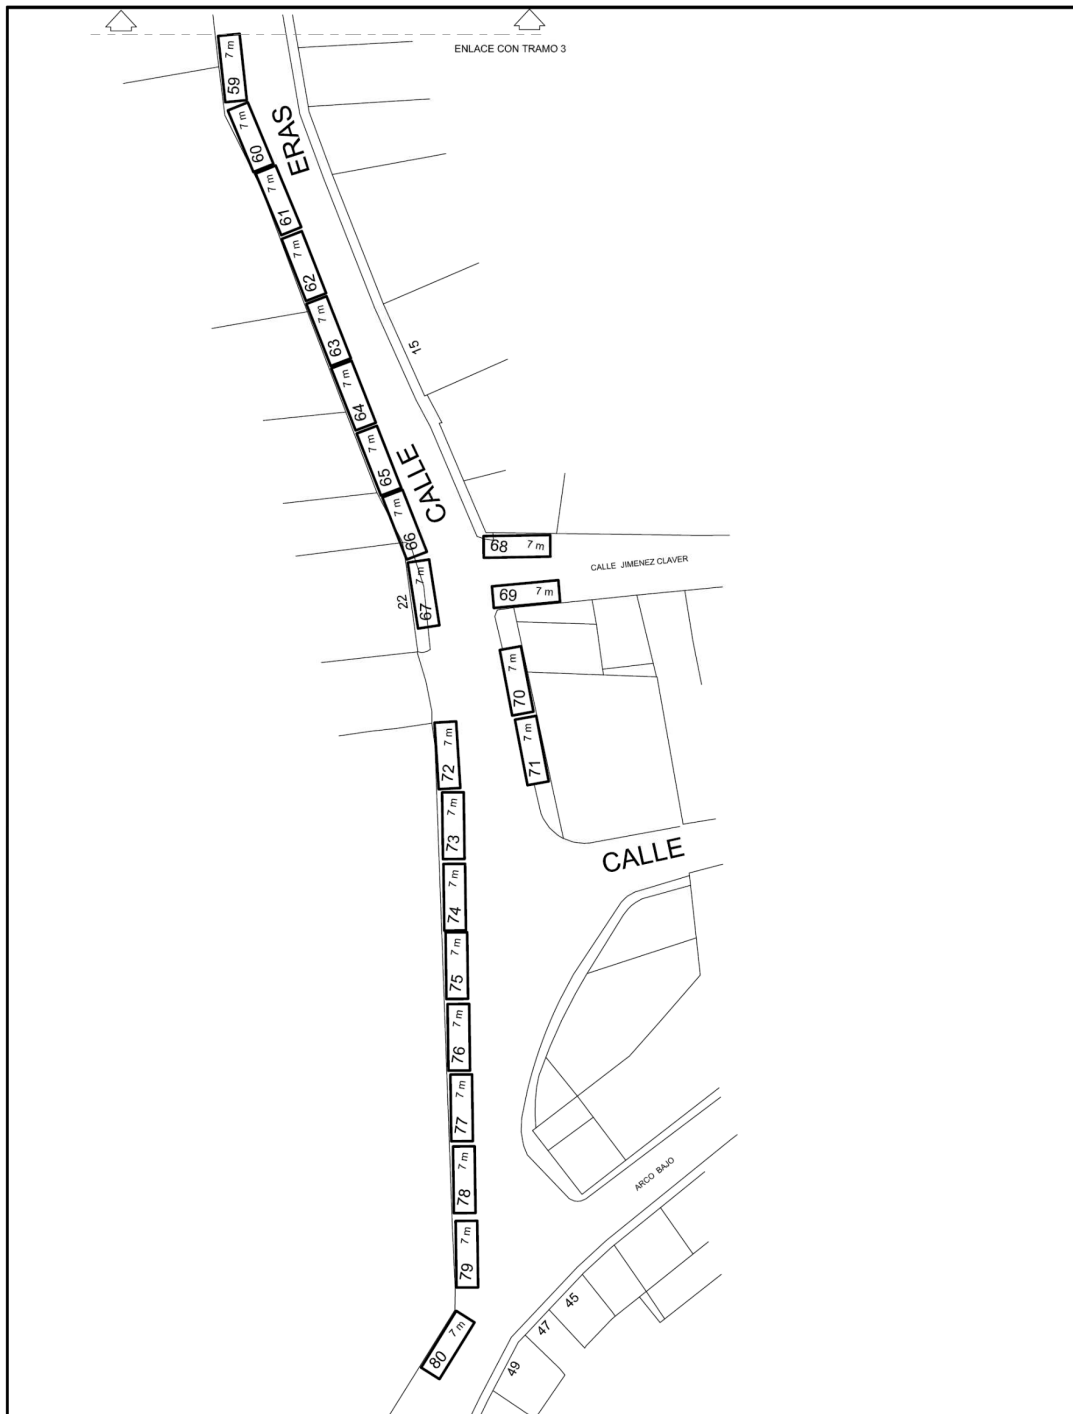 ENLACE CON TRAMO 3
59 7 m
60 7 m
ERAS
61 7 m
62 7 m
63 7 m
15
64 7 m
65 7 m
CALLE
66 7 m
68 7 m
CALLE JIMENEZ CLAVER
67 7 m
22
69 7 m
70 7 m
71 7 m
72 7 m
73 7 m
CALLE
74 7 m
75 7 m
76 7 m
77 7 m
78 7 m
ARCO BAJO
79 7 m
45
47
80 7 m
49